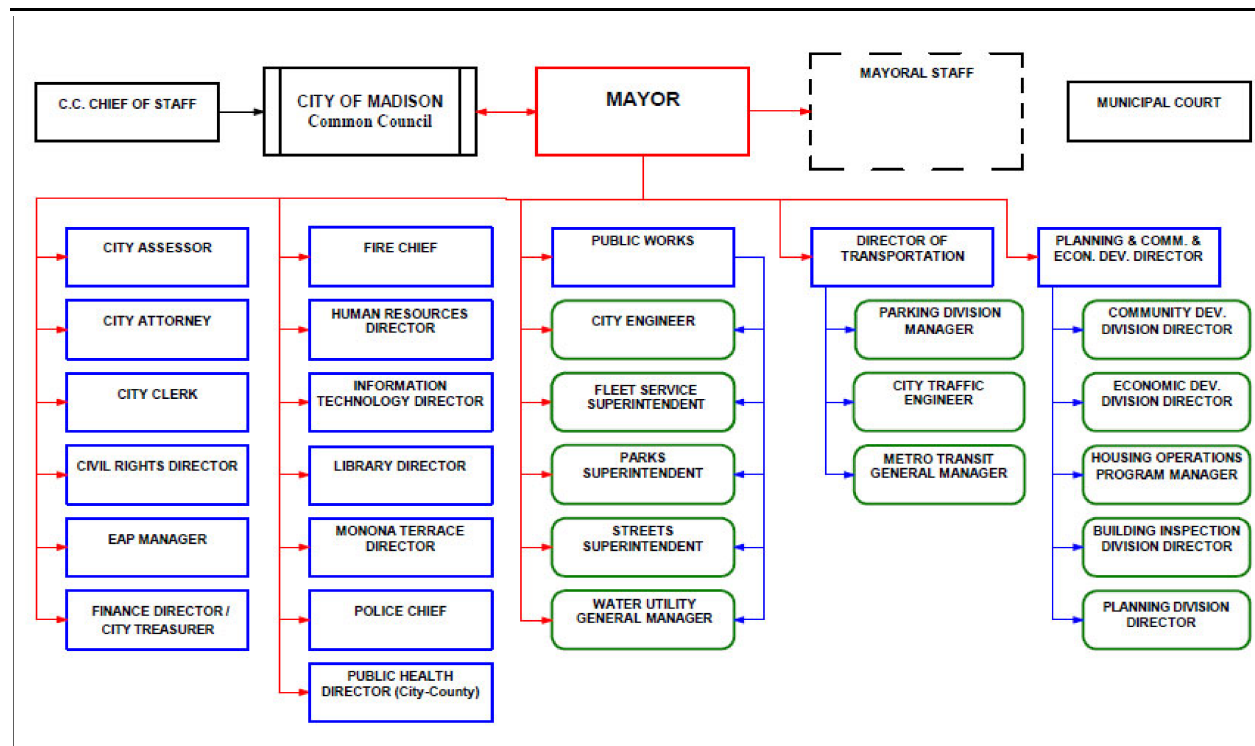 C.C. CHIEF OF STAFF
CITY OF MADISON
Common Council
MAYOR
MAYORAL STAFF
MUNICIPAL COURT
CITY ASSESSOR
CITY ATTORNEY
CITY CLERK
CIVIL RIGHTS DIRECTOR
EAP MANAGER
FINANCE DIRECTOR /
CITY TREASURER
FIRE CHIEF
HUMAN RESOURCES
DIRECTOR
INFORMATION
TECHNOLOGY DIRECTOR
LIBRARY DIRECTOR
MONONA TERRACE
DIRECTOR
POLICE CHIEF
PUBLIC HEALTH
DIRECTOR (City-County)
PUBLIC WORKS
CITY ENGINEER
FLEET SERVICE
SUPERINTENDENT
PARKS
SUPERINTENDENT
STREETS
SUPERINTENDENT
WATER UTILITY
GENERAL MANAGER
DIRECTOR OF
TRANSPORTATION
PARKING DIVISION
MANAGER
CITY TRAFFIC
ENGINEER
METRO TRANSIT
GENERAL MANAGER
PLANNING & COMM. &
ECON. DEV. DIRECTOR
COMMUNITY DEV.
DIVISION DIRECTOR
ECONOMIC DEV.
DIVISION DIRECTOR
HOUSING OPERATIONS
PROGRAM MANAGER
BUILDING INSPECTION
DIVISION DIRECTOR
PLANNING DIVISION
DIRECTOR